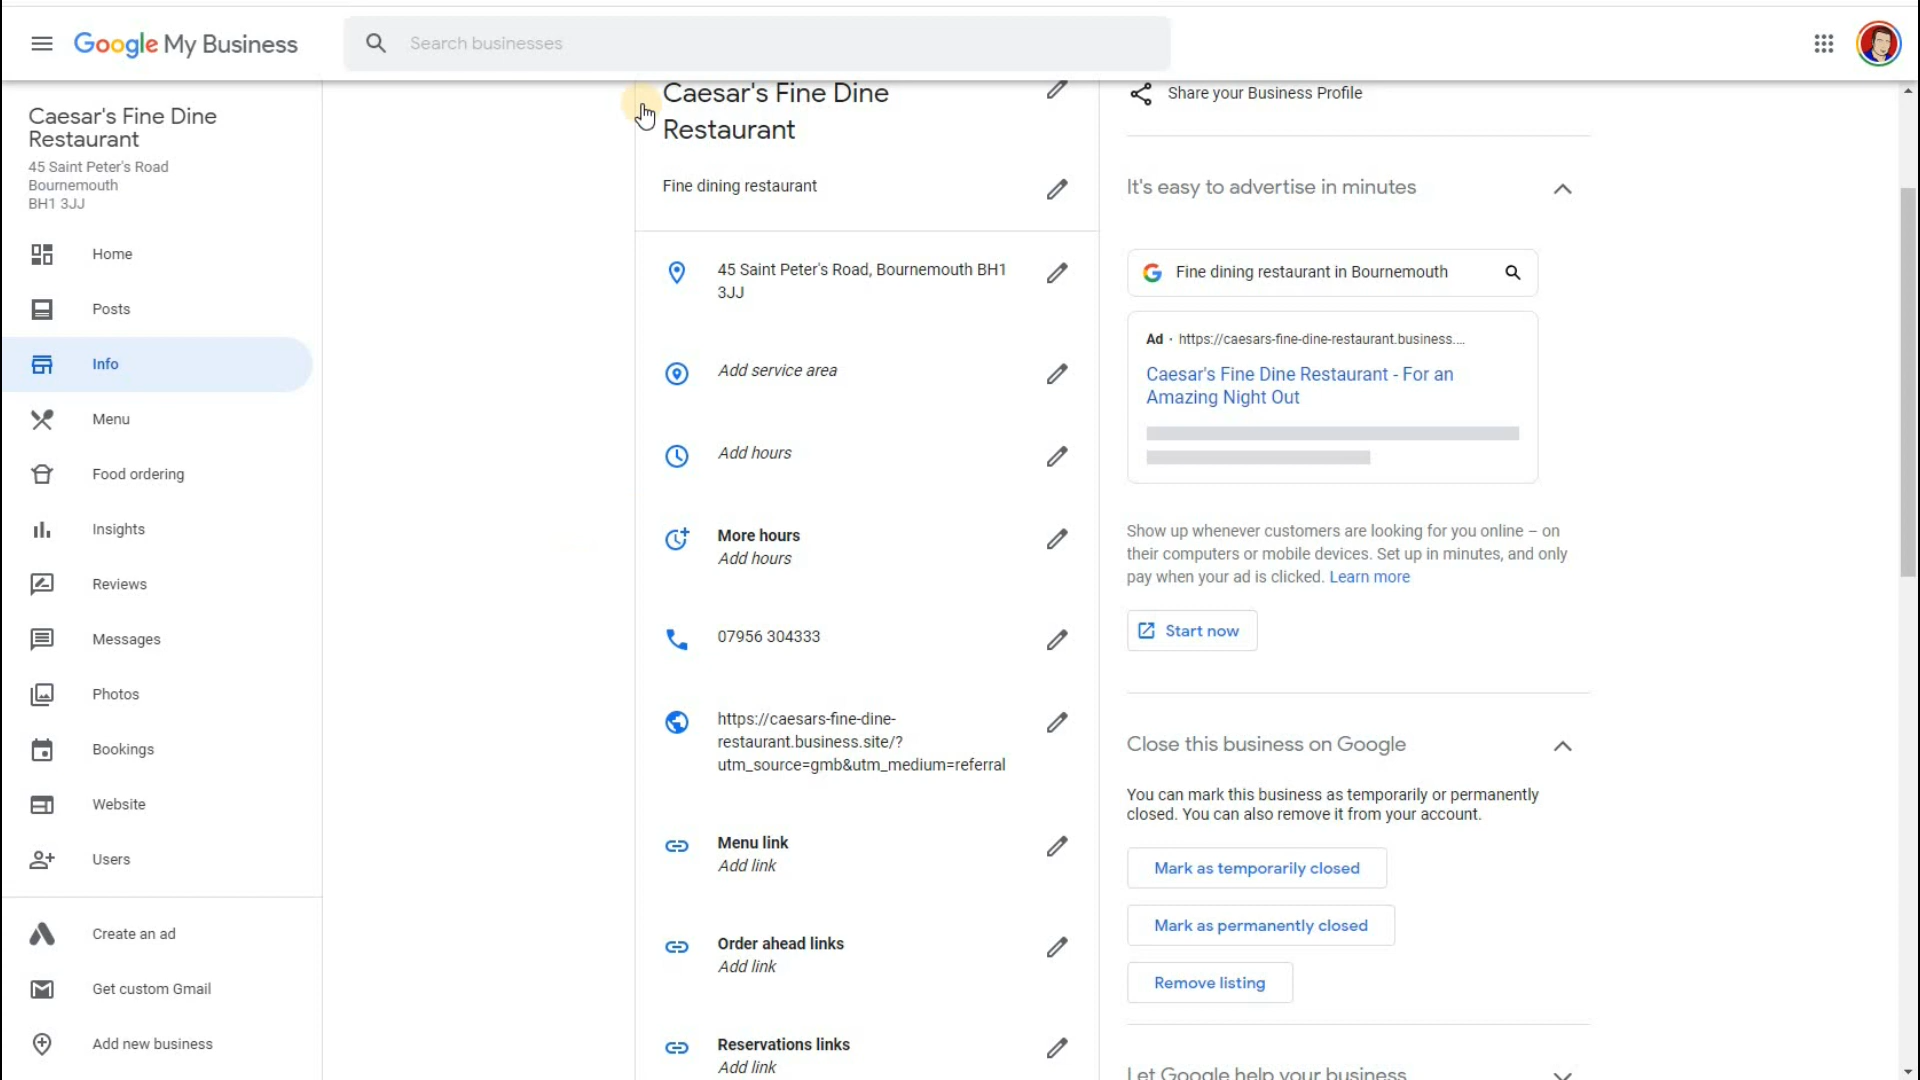 Google My Business
Search businesses
Caesar's Fine Dine
Restaurant
45 Saint Peter's Road
Bournemouth
BH1 3JJ
Home
Posts
Info
Menu
Food ordering
Insights
Reviews
Messages
Photos
Bookings
Website
Users
Create an ad
Get custom Gmail
Add new business
Caesar's Fine Dine
Restaurant
Fine dining restaurant
45 Saint Peter's Road, Bournemouth BH1
3JJ
Add service area
Add hours
More hours
Add hours
07956 304333
https://caesars-fine-dine-
restaurant.business.site/?
utm_source=gmb&utm_medium=referral
Menu link
Add link
Order ahead links
Add link
Reservations links
Add link
Share your Business Profile
It's easy to advertise in minutes
Fine dining restaurant in Bournemouth
Ad · https://caesars-fine-dine-restaurant.business....
Caesar's Fine Dine Restaurant - For an
Amazing Night Out
Show up whenever customers are looking for you online – on
their computers or mobile devices. Set up in minutes, and only
pay when your ad is clicked. Learn more
Start now
Close this business on Google
You can mark this business as temporarily or permanently
closed. You can also remove it from your account.
Mark as temporarily closed
Mark as permanently closed
Remove listing
Let Google help your business